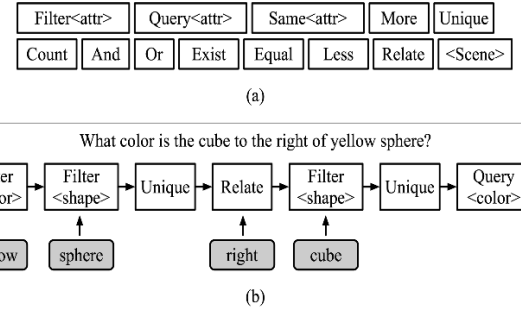 Filter<attr> Query<attr> Same<attr> More Unique
Count And Or Exist Equal Less Relate <Scene>
(a)
What color is the cube to the right of yellow sphere?
Filter Filter Query
<shape> Unique Relate <shape> Unique <color>
sphere right cube
(b)